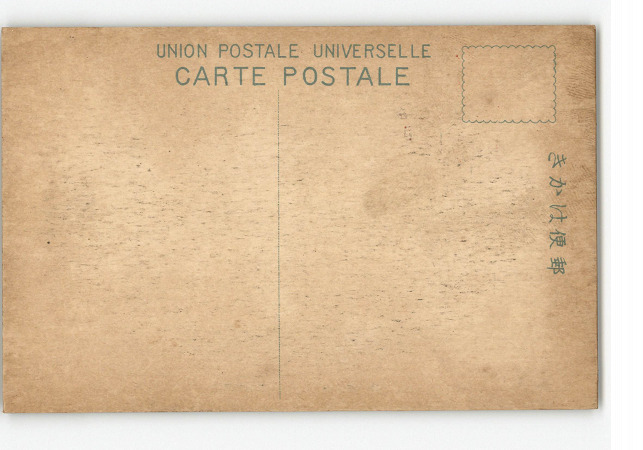 UNION POSTALE UNIVERSELLE
CARTE POSTALE
郵便はかき